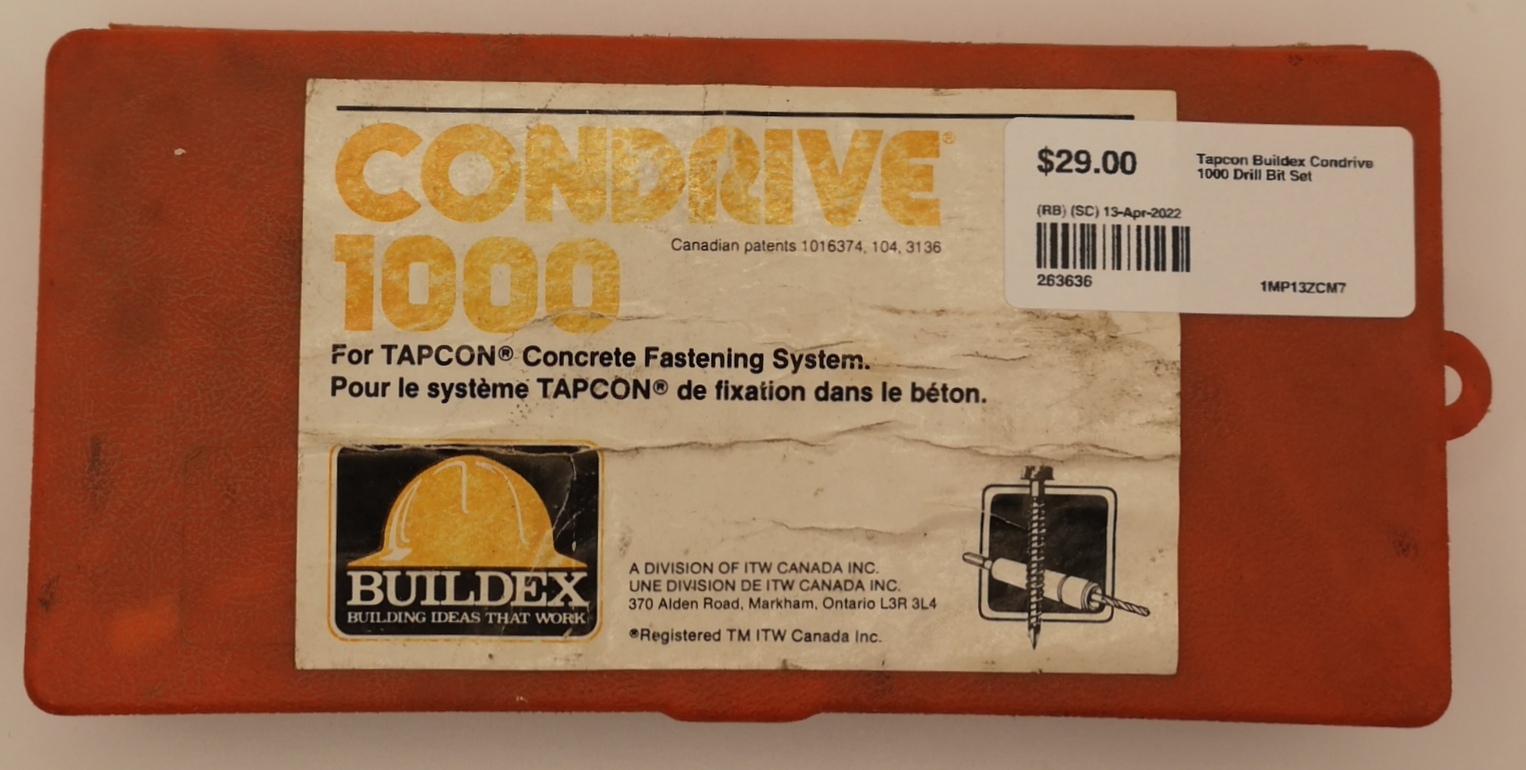 CONDRIVE®
1000
Canadian patents 1016374, 104, 3136
For TAPCON® Concrete Fastening System.
Pour le système TAPCON® de fixation dans le béton.
BUILDEX
BUILDING IDEAS THAT WORK
A DIVISION OF ITW CANADA INC.
UNE DIVISION DE ITW CANADA INC.
370 Alden Road, Markham, Ontario L3R 3L4
®Registered TM ITW Canada Inc.
$29.00
Tapcon Buildex Condrive
1000 Drill Bit Set
(RB) (SC) 13-Apr-2022
263636
1MP13ZCM7